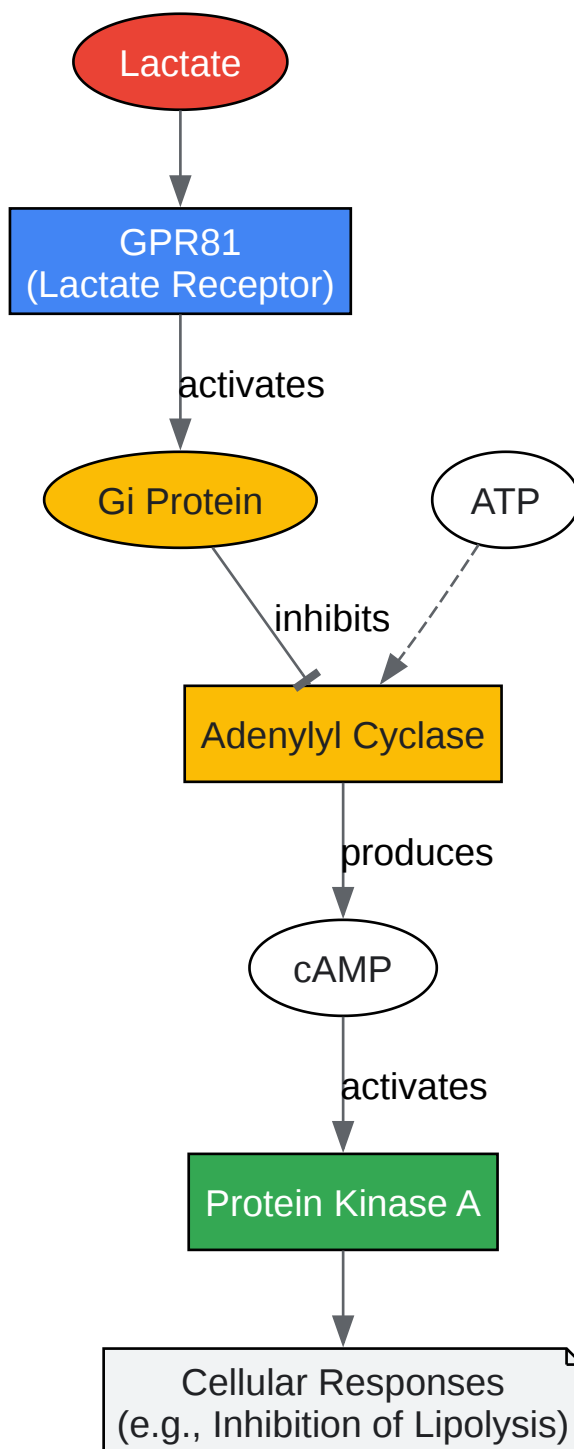 Lactate
GPR81
(Lactate Receptor)
activates
Gi Protein
ATP
inhibits
Adenylyl Cyclase
produces
cAMP
activates
Protein Kinase A
Cellular Responses
(e.g., Inhibition of Lipolysis)